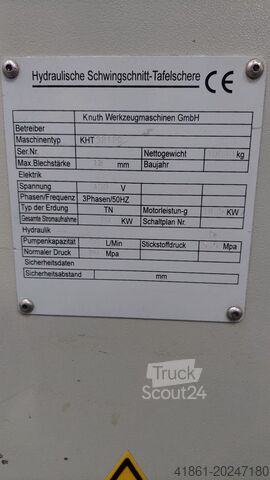 Hydraulische Schwingschnitt-Tafelschere CE
Knuth Werkzeugmaschinen GmbH
Betreiber
Maschinentyp KHT
Ser.Nr. Nettogewicht kg
Max.Blechstärke mm Baujahr
Elektrik
Spannung V
Phasen/Frequenz 3Phasen/50HZ
Typ der Erdung TN Motorleistun-g KW
Gesamte Stromaufnahme KW Schaltplan Nr.
Hydraulik
Pumpenkapazität L/Min Stickstoffdruck Mpa
Normaler Druck Mpa
Sicherheitsdaten
Sicherheitsabstand mm
Truck
Scout24
41861-20247180